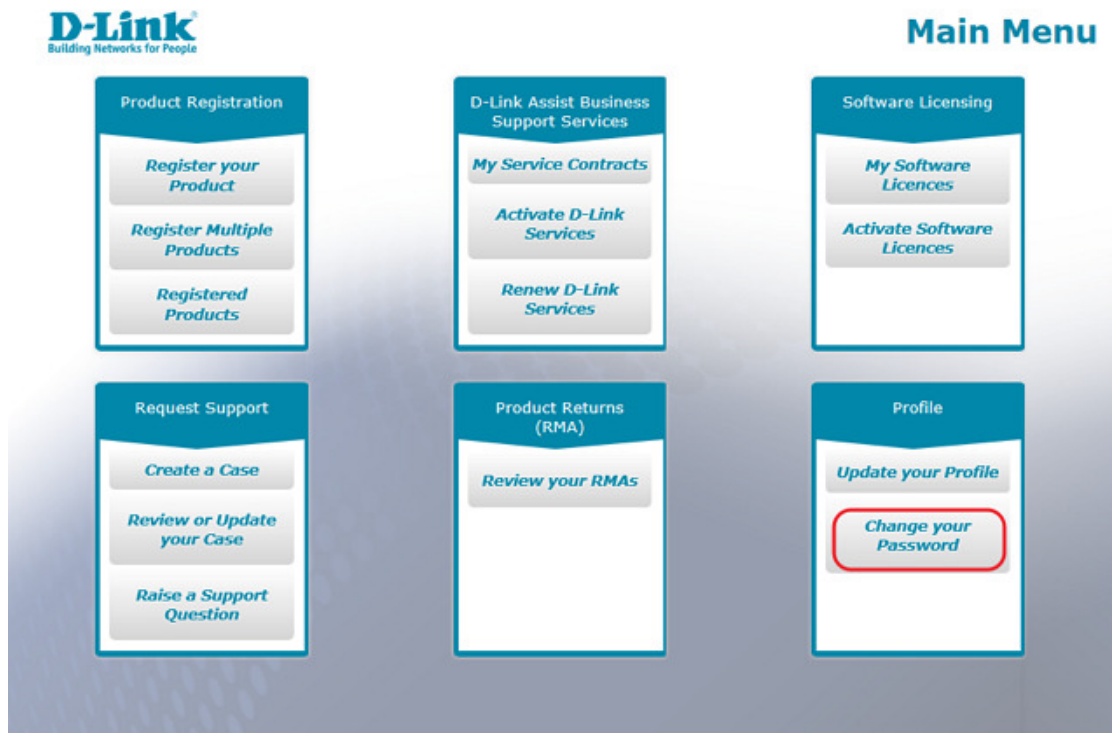 D-Link
Building Networks for People
Main Menu
Product Registration
Register your
Product
Register Multiple
Products
Registered
Products
D-Link Assist Business
Support Services
My Service Contracts
Activate D-Link
Services
Renew D-Link
Services
Software Licensing
My Software
Licences
Activate Software
Licences
Request Support
Create a Case
Review or Update
your Case
Raise a Support
Question
Product Returns
(RMA)
Review your RMAs
Profile
Update your Profile
Change your
Password